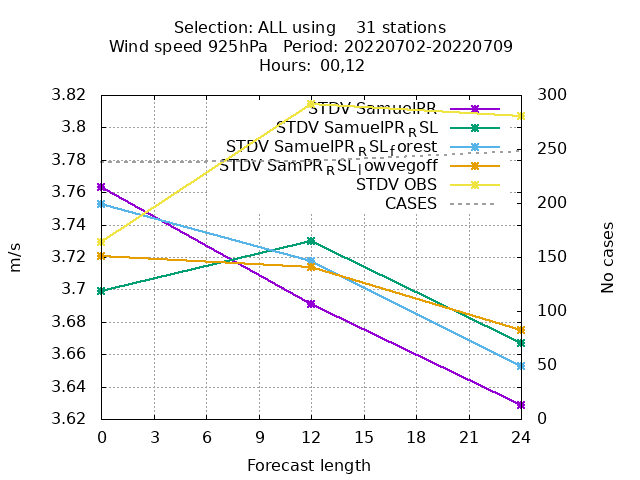 Selection: ALL using    31 stations
Wind speed 925hPa   Period: 20220702-20220709
Hours:  00,12
3.82
3.8
3.78
3.76
3.74
3.72
3.7
3.68
3.66
3.64
3.62
300
250
200
150
100
50
0
STDV SamuelPR
STDV SamuelPRRSL
STDV SamuelPRRSLforest
STDV SamPRRSLlowvegoff
STDV OBS
CASES
m/s
No cases
0 3 6 9 12 15 18 21 24
Forecast length